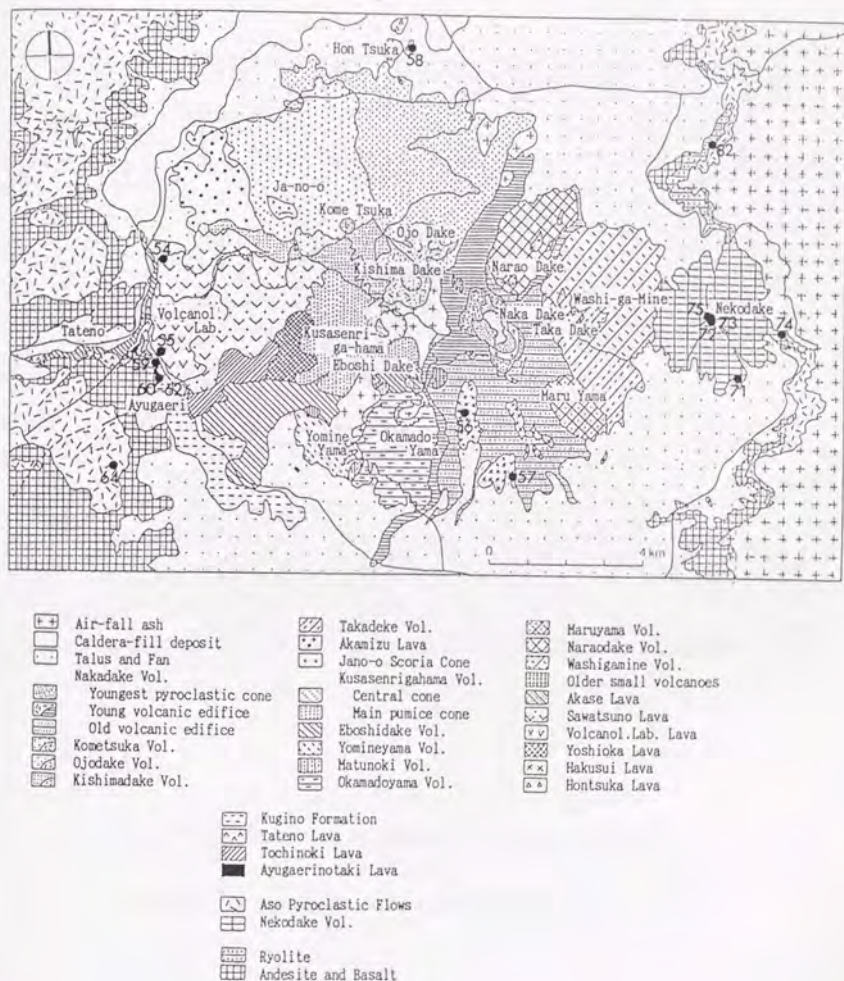 N
Hon Tsuka
58
62
Ja-no-o
Kome Tsuka
Ojo Dake
Kishima Dake
Narao Dake
54
Volcanol.
Lab.
Tateno
Kusasenri
ga-hama
Naka Dake
Washi-ga-Mine
Taka Dake
75
73
Nekodake
74
72
55
59
60
52
Ayugaeri
Eboshi Dake
Maru Yama
71
Yomine
Yama
Okamado
Yama
56
57
64
0
4 km
Air-fall ash
Caldera-fill deposit
Talus and Fan
Nakadake Vol.
Youngest pyroclastic cone
Young volcanic edifice
Old volcanic edifice
Kometsuka Vol.
Ojodake Vol.
Kishimadake Vol.
Takadeke Vol.
Akamizu Lava
Jano-o Scoria Cone
Kusasenrigahama Vol.
Central cone
Main pumice cone
Eboshidake Vol.
Yomineyama Vol.
Matunoki Vol.
Okamadoyama Vol.
Maruyama Vol.
Naraodake Vol.
Washigamine Vol.
Older small volcanoes
Akase Lava
Sawatsuno Lava
Volcanol.Lab. Lava
Yoshioka Lava
Hakusui Lava
Hontsuka Lava
Kugino Formation
Tateno Lava
Tochinoki Lava
Ayugaerinotaki Lava
Aso Pyroclastic Flows
Nekodake Vol.
Ryolite
Andesite and Basalt